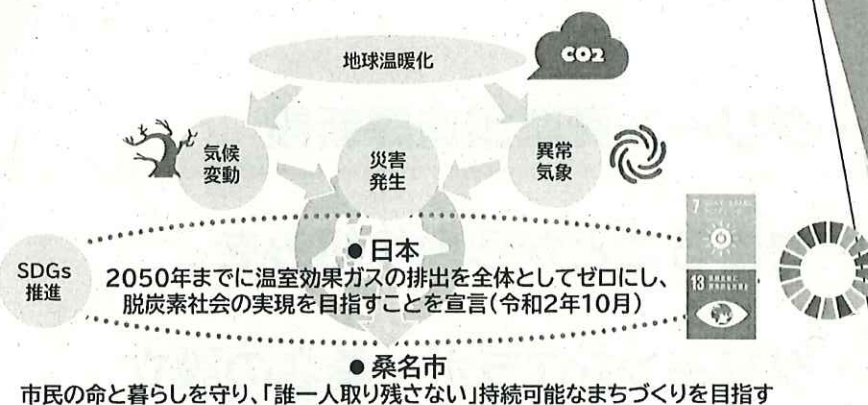 地球温暖化
CO2
気候
変動
災害
発生
異常
気象
SDGs
推進
●日本
2050年までに温室効果ガスの排出を全体としてゼロにし、
脱炭素社会の実現を目指すことを宣言(令和2年10月)
7
13
●桑名市
市民の命と暮らしを守り、「誰一人取り残さない」持続可能なまちづくりを目指す